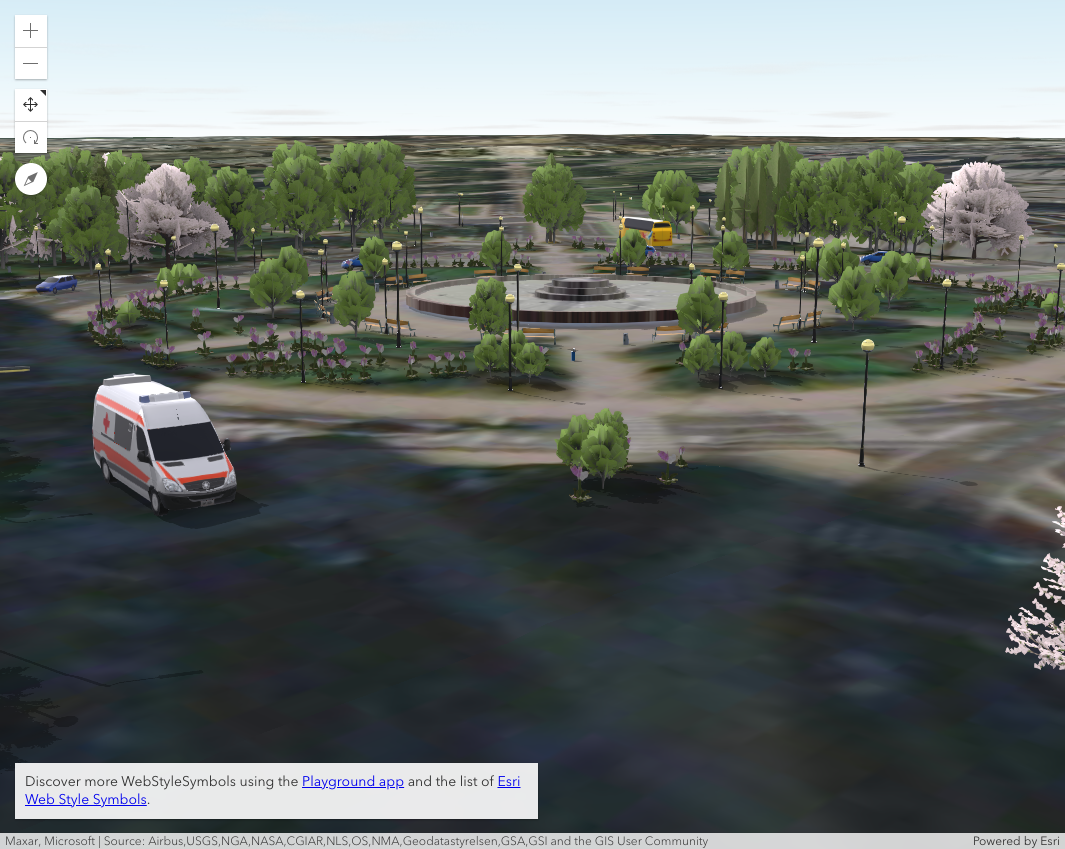 Discover more WebStyleSymbols using the Playground app and the list of Esri
Web Style Symbols.
Maxar, Microsoft | Source: Airbus,USGS,NGA,NASA,CGIAR,NLS,OS,NMA,Geodatastyrelsen,GSA,GSI and the GIS User Community
Powered by Esri